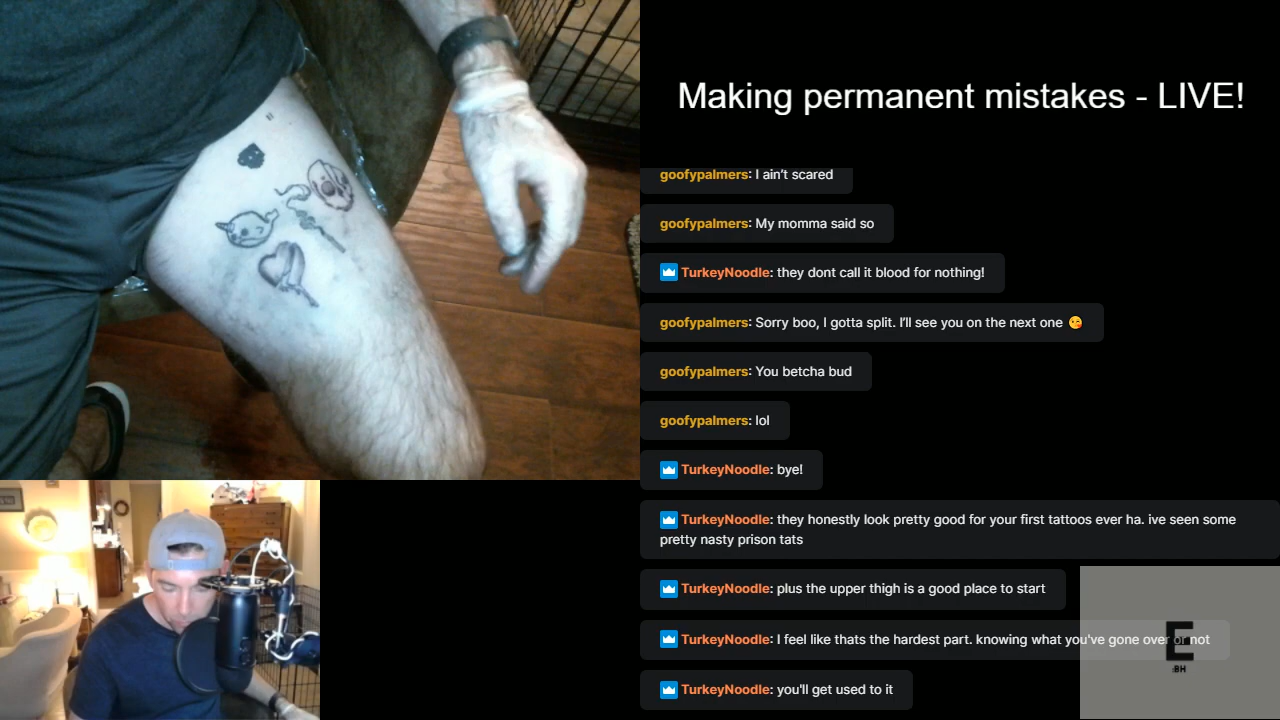 Making permanent mistakes - LIVE!
goofypalmers: I ain't scared
goofypalmers: My momma said so
TurkeyNoodle: they dont call it blood for nothing!
goofypalmers: Sorry boo, I gotta split. I'll see you on the next one 😘
goofypalmers: You betcha bud
goofypalmers: lol
TurkeyNoodle: bye!
TurkeyNoodle: they honestly look pretty good for your first tattoos ever ha. ive seen some
pretty nasty prison tats
TurkeyNoodle: plus the upper thigh is a good place to start
TurkeyNoodle: I feel like thats the hardest part. knowing what you've gone over or not
E
BH
TurkeyNoodle: you'll get used to it